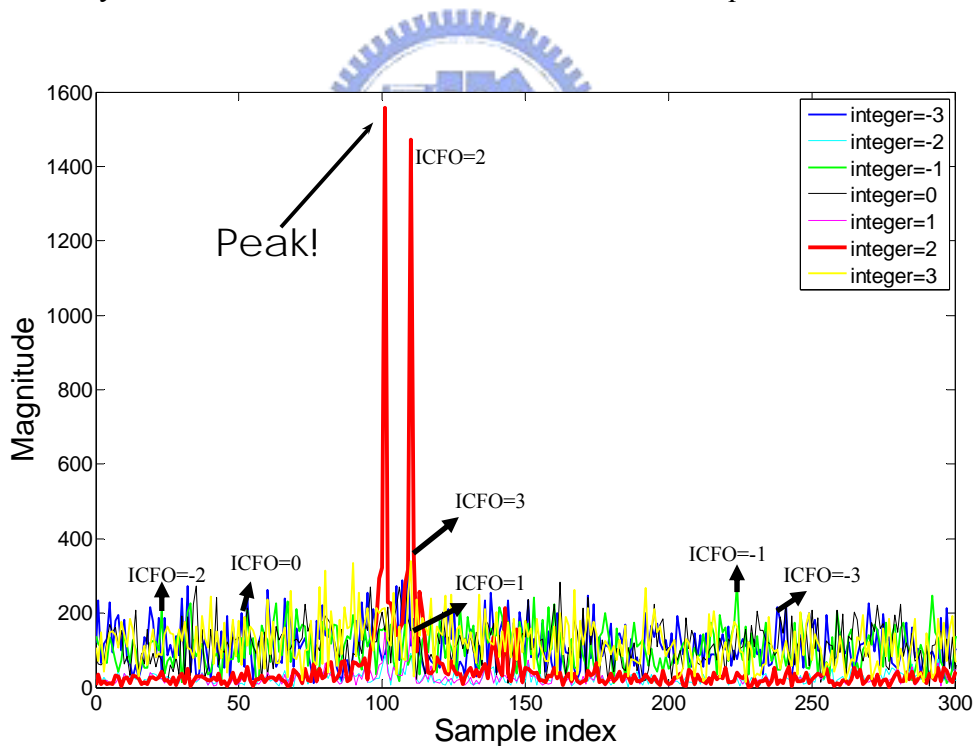 1600
1400
1200
1000
800
600
400
200
0
Magnitude
0
50
100
150
200
250
300
Sample index
Peak!
ICFO=2
ICFO=3
ICFO=1
ICFO=-2
ICFO=0
ICFO=-1
ICFO=-3
integer=-3
integer=-2
integer=-1
integer=0
integer=1
integer=2
integer=3